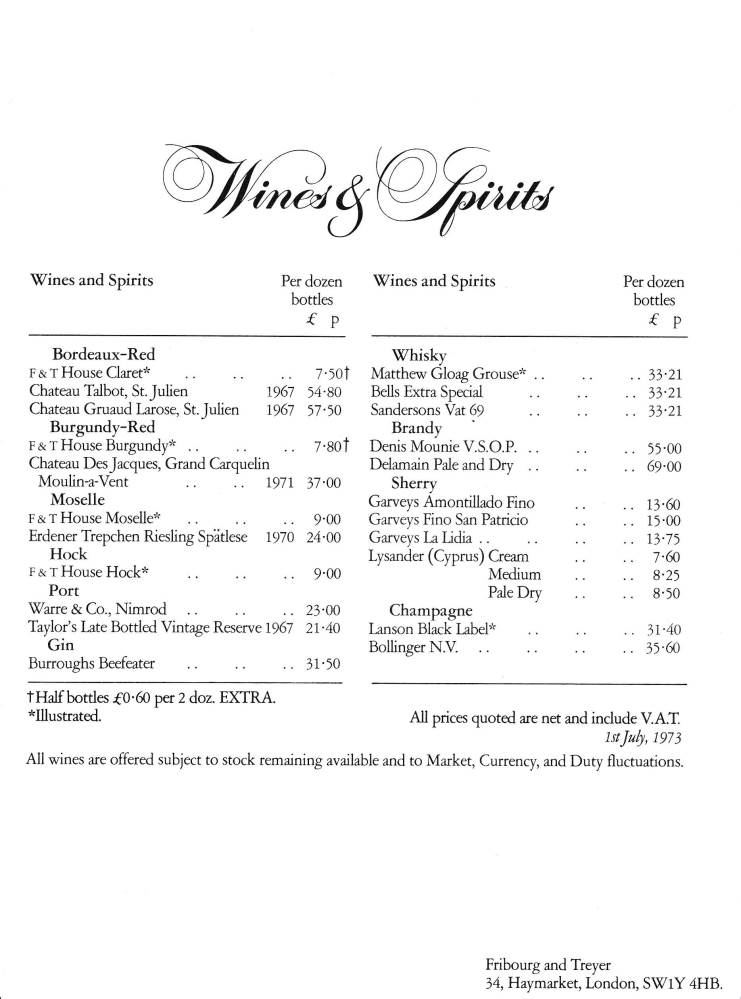 Wines & Spirits
Wines and Spirits Per dozen
bottles
£ p
Bordeaux-Red
F & T House Claret* .. .. .. 7·50†
Chateau Talbot, St. Julien 1967 54·80
Chateau Gruaud Larose, St. Julien 1967 57·50
Burgundy-Red
F & T House Burgundy* .. .. .. 7·80†
Chateau Des Jacques, Grand Carquelin
Moulin-a-Vent .. .. 1971 37·00
Moselle
F & T House Moselle* .. .. .. 9·00
Erdener Trepchen Riesling Spätlese 1970 24·00
Hock
F & T House Hock* .. .. .. 9·00
Port
Warre & Co., Nimrod .. .. .. 23·00
Taylor's Late Bottled Vintage Reserve 1967 21·40
Gin
Burroughs Beefeater .. .. .. 31·50
†Half bottles £0·60 per 2 doz. EXTRA.
*Illustrated.
Wines and Spirits Per dozen
bottles
£ p
Whisky
Matthew Gloag Grouse* .. .. .. 33·21
Bells Extra Special .. .. .. 33·21
Sandersons Vat 69 .. .. .. 33·21
Brandy
Denis Mounie V.S.O.P. .. .. .. 55·00
Delamain Pale and Dry .. .. .. 69·00
Sherry
Garveys Amontillado Fino .. .. 13·60
Garveys Fino San Patricio .. .. 15·00
Garveys La Lidia .. .. .. .. 13·75
Lysander (Cyprus) Cream .. .. 7·60
Medium .. .. 8·25
Pale Dry .. .. 8·50
Champagne
Lanson Black Label* .. .. .. 31·40
Bollinger N.V. .. .. .. .. 35·60
All prices quoted are net and include V.A.T.
1st July, 1973
All wines are offered subject to stock remaining available and to Market, Currency, and Duty fluctuations.
Fribourg and Treyer
34, Haymarket, London, SW1Y 4HB.